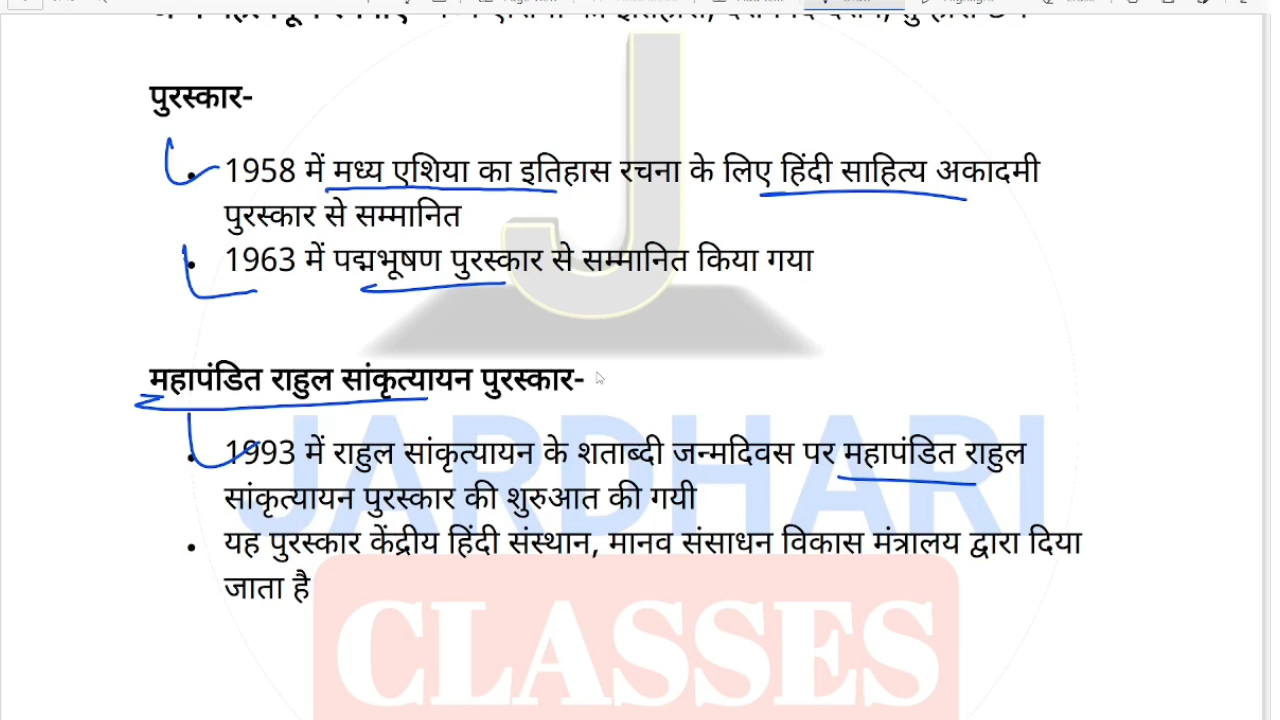 पुरस्कार-
1958 में मध्य एशिया का इतिहास रचना के लिए हिंदी साहित्य अकादमी
पुरस्कार से सम्मानित
1963 में पद्मभूषण पुरस्कार से सम्मानित किया गया
महापंडित राहुल सांकृत्यायन पुरस्कार-
1993 में राहुल सांकृत्यायन के शताब्दी जन्मदिवस पर महापंडित राहुल
सांकृत्यायन पुरस्कार की शुरुआत की गयी
यह पुरस्कार केंद्रीय हिंदी संस्थान, मानव संसाधन विकास मंत्रालय द्वारा दिया
जाता है
J
JARDHARI
CLASSES